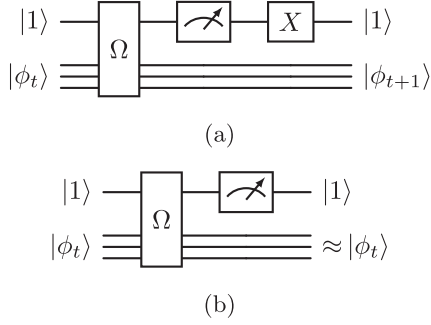 |1⟩ Ω X |1⟩
|ϕ_t⟩ |ϕ_{t+1}⟩
(a)
|1⟩ Ω |1⟩
|ϕ_t⟩ ≈ |ϕ_t⟩
(b)